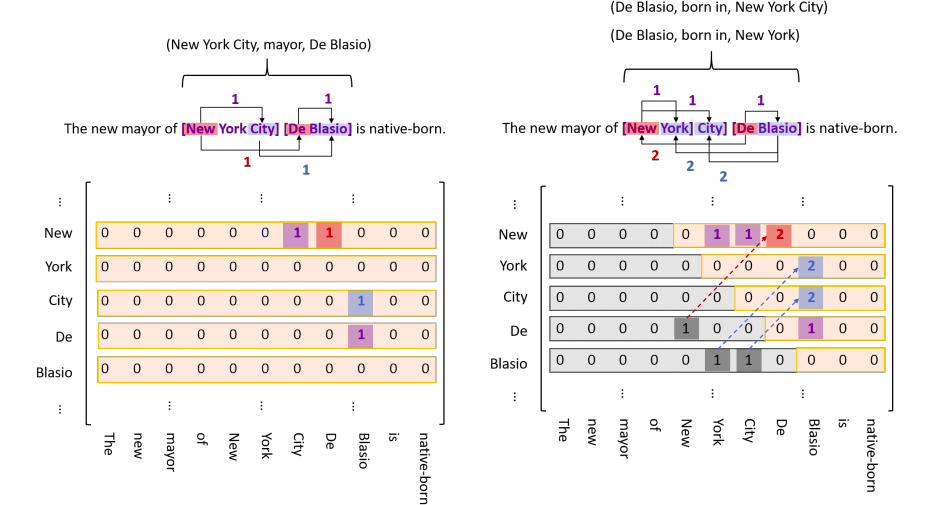 (New York City, mayor, De Blasio)
1 1
The new mayor of [New York City] [De Blasio] is native-born.
1
1
... ... ... ...
New 0 0 0 0 0 0 1 1 0 0 0
York 0 0 0 0 0 0 0 0 0 0 0
City 0 0 0 0 0 0 0 0 1 0 0
De 0 0 0 0 0 0 0 0 1 0 0
Blasio 0 0 0 0 0 0 0 0 0 0 0
... ... ... ...
The
new
mayor
of
New
York
City
De
Blasio
is
native-born
(De Blasio, born in, New York City)
(De Blasio, born in, New York)
1 1 1
The new mayor of [New York] City] [De Blasio] is native-born.
2
2
2
... ... ... ...
New 0 0 0 0 0 1 1 2 0 0 0
York 0 0 0 0 0 0 0 0 2 0 0
City 0 0 0 0 0 0 0 0 2 0 0
De 0 0 0 0 1 0 0 0 1 0 0
Blasio 0 0 0 0 0 1 1 0 0 0 0
... ... ... ...
The
new
mayor
of
New
York
City
De
Blasio
is
native-born